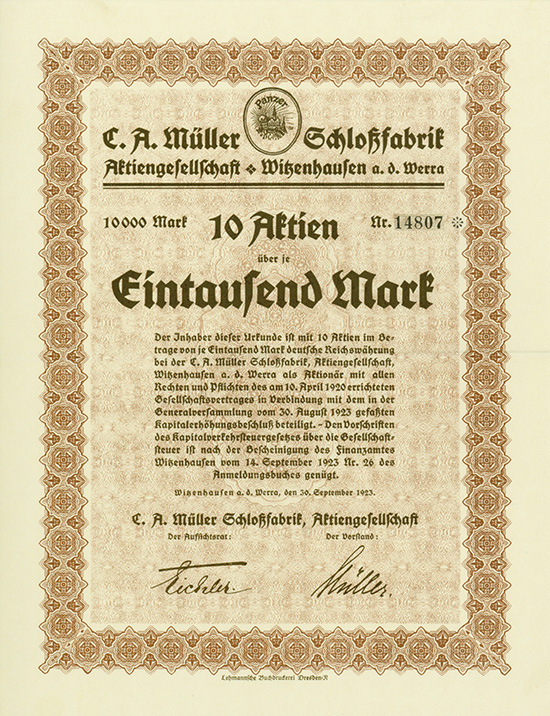 Panzer
C. A. Müller Schloßfabrik
Aktiengesellschaft Witzenhausen a. d. Werra
10000 Mark 10 Aktien Nr. 14807
über je
Eintausend Mark
Der Inhaber dieser Urkunde ist mit 10 Aktien im Be-
trage von je Eintausend Mark deutsche Reichswährung
bei der C. A. Müller Schloßfabrik, Aktiengesellschaft,
Witzenhausen a. d. Werra als Aktionär mit allen
Rechten und Pflichten des am 10. April 1920 errichteten
Gesellschaftsvertrages in Verbindung mit dem in der
Generalversammlung vom 30. August 1923 gefaßten
Kapitalerhöhungsbeschluß beteiligt. - Den Vorschriften
des Kapitalverkehrsteuergesetzes über die Gesellschaft-
steuer ist nach der Bescheinigung des Finanzamtes
Witzenhausen vom 14. September 1923 Nr. 26 des
Anmeldungsbuches genügt.
Witzenhausen a. d. Werra, den 30. September 1923.
C. A. Müller Schloßfabrik, Aktiengesellschaft
Der Aufsichtsrat: Der Vorstand:
Eichler. Müller.
Lehmannsche Buchdruckerei Dresden-N